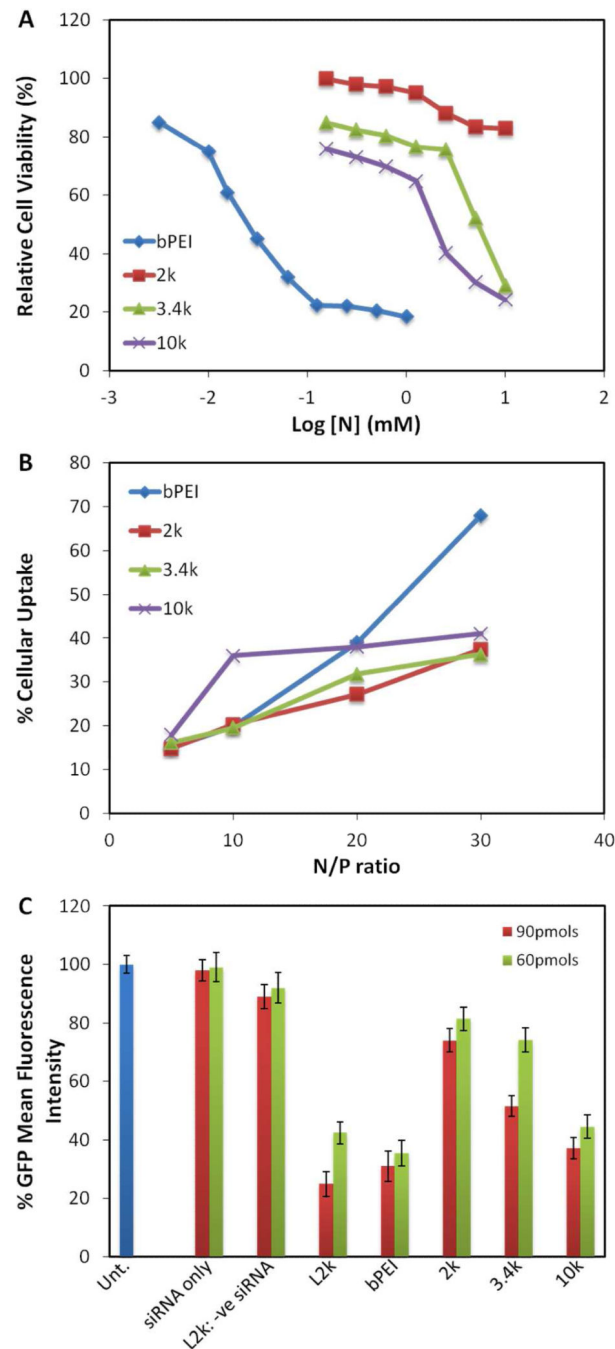 A
120
100
80
60
40
20
0
Relative Cell Viability (%)
bPEI
2k
3.4k
10k
-3
-2
-1
0
1
2
Log [N] (mM)
B
80
70
60
50
40
30
20
10
0
% Cellular Uptake
bPEI
2k
3.4k
10k
0
10
20
30
40
N/P ratio
C
120
100
80
60
40
20
0
% GFP Mean Fluorescence
Intensity
90pmols
60pmols
Unt.
siRNA only
L2k: -ve siRNA
L2k
bPEI
2k
3.4k
10k